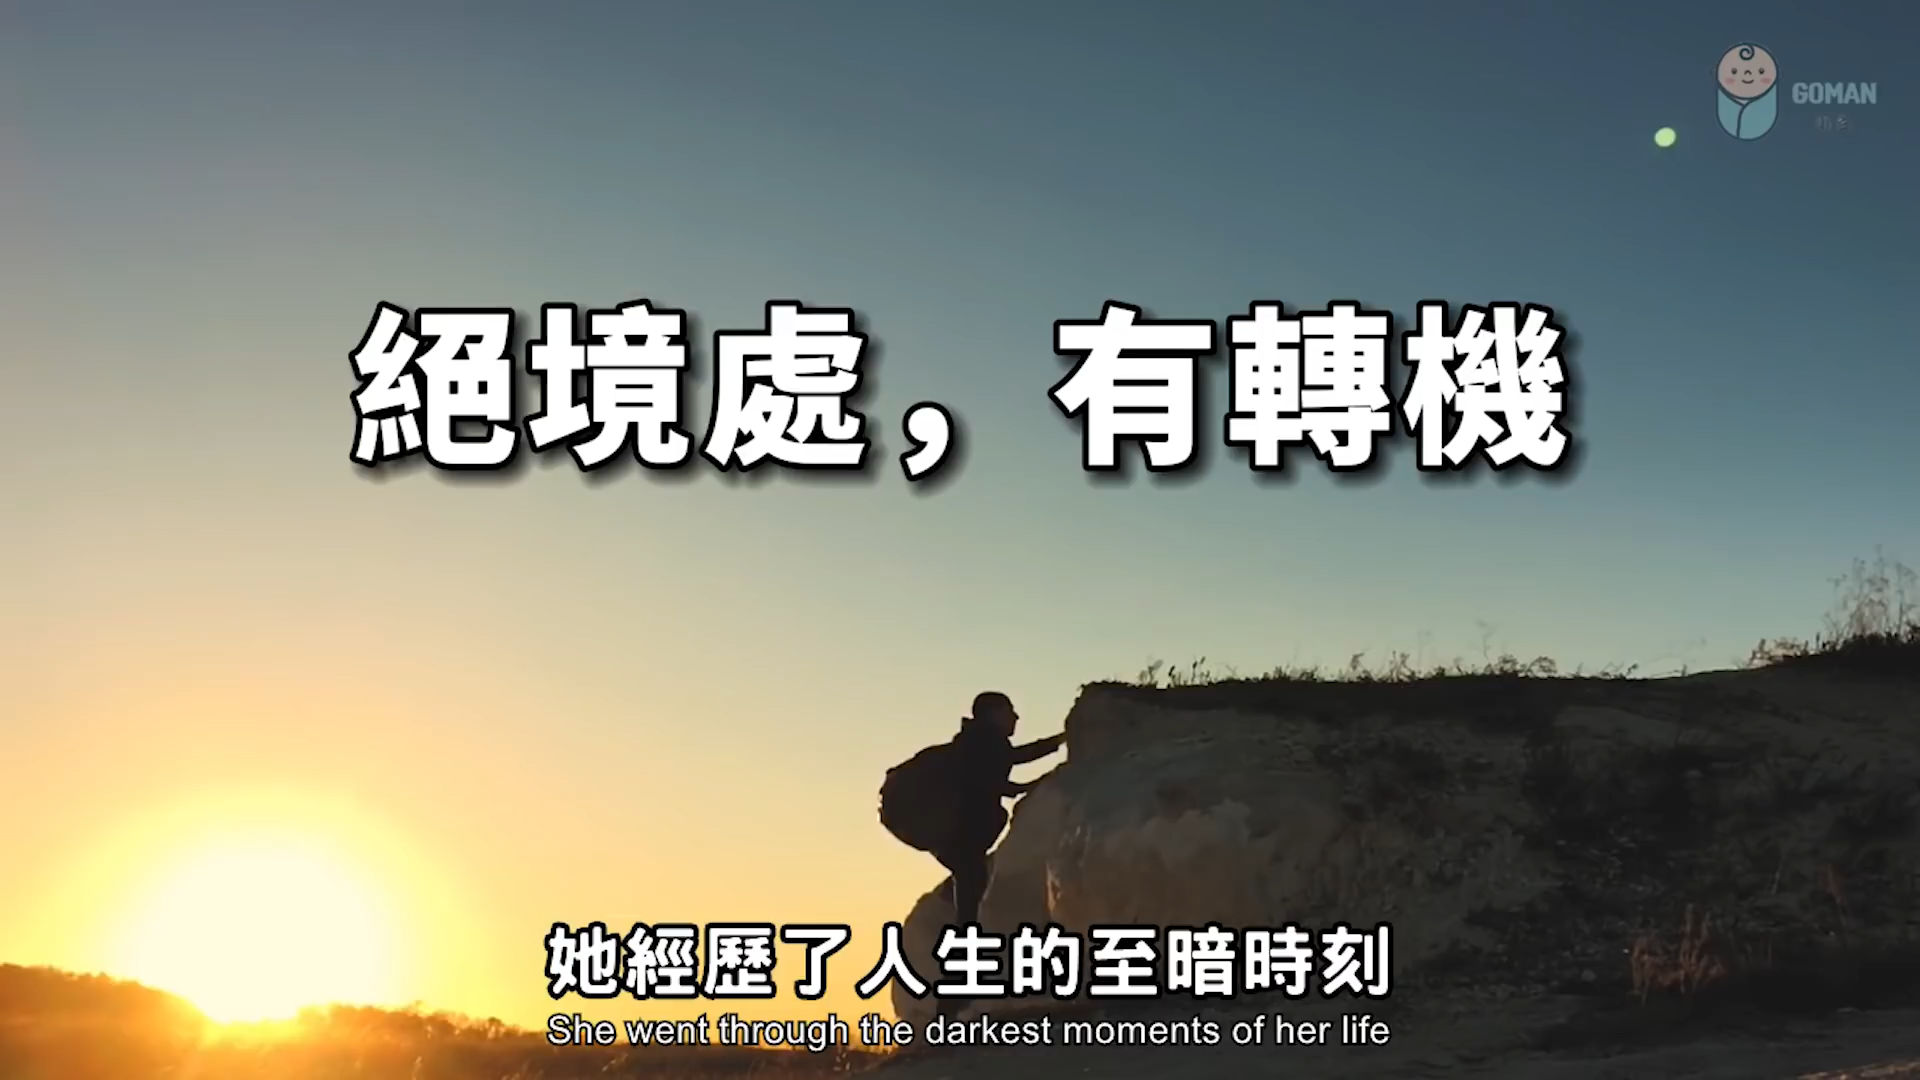 GOMAN
絕境處，有轉機
她經歷了人生的至暗時刻
She went through the darkest moments of her life